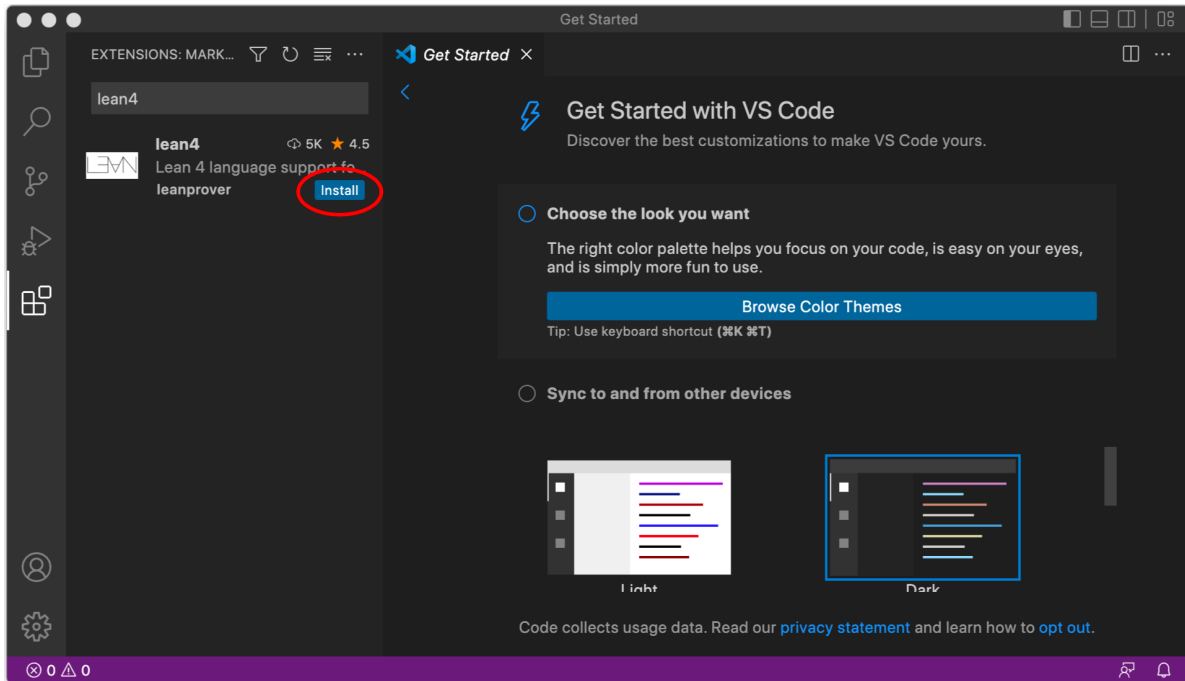 Get Started
EXTENSIONS: MARK...
Get Started
lean4
lean4 5K ★ 4.5
LEAN
Lean 4 language support fo...
leanprover Install
Get Started with VS Code
Discover the best customizations to make VS Code yours.
Choose the look you want
The right color palette helps you focus on your code, is easy on your eyes,
and is simply more fun to use.
Browse Color Themes
Tip: Use keyboard shortcut (⌘K ⌘T)
Sync to and from other devices
Light
Dark
Code collects usage data. Read our privacy statement and learn how to opt out.
0 0